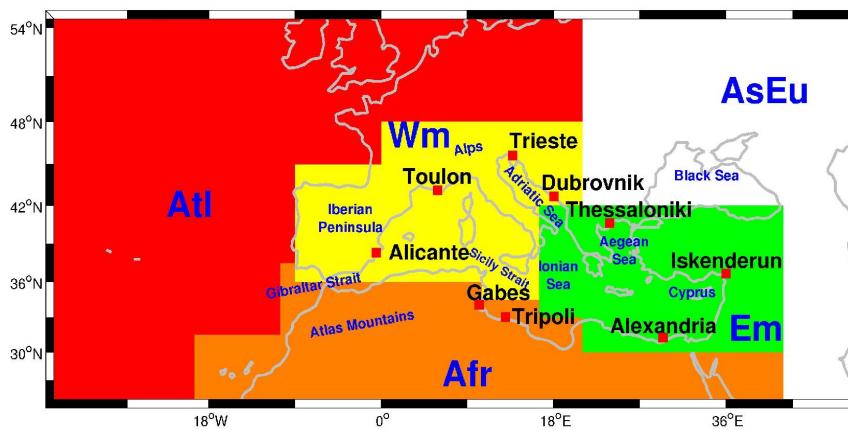 54°N
AsEu
48°N
Wm
Alps
Trieste
Toulon
Adriatic Sea
Dubrovnik
Black Sea
Atl
42°N
Iberian
Peninsula
Thessaloniki
Aegean
Sea
Alicante
Sicily Strait
Ionian
Sea
Iskenderun
36°N
Gibraltar Strait
Gabes
Cyprus
Atlas Mountains
Tripoli
Alexandria
Em
30°N
Afr
18°W
0°
18°E
36°E